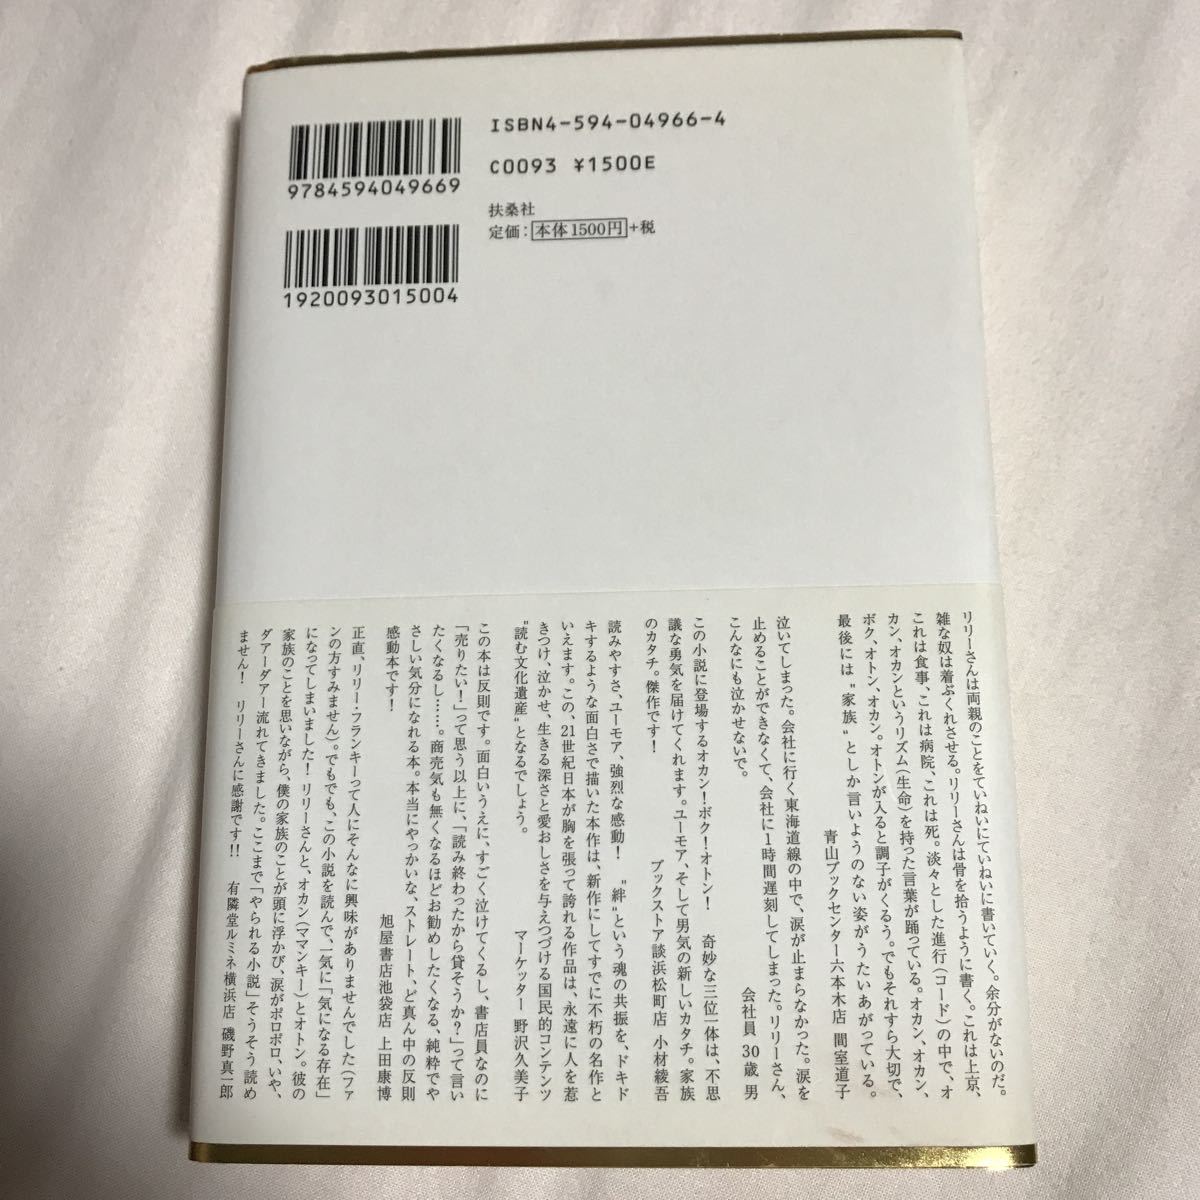 ISBN4-594-04966-4
C0093 ¥1500E
扶桑社
定価：本体1500円+税
9784594049669
1920093015004
リリーさんは両親のことをていねいにていねいに書いていく。余分がないのだ。
雑な奴は着ぶくれさせる。リリーさんは骨を拾うように書く。これは上京、
これは食事、これは病院、これは死。淡々とした進行(コード)の中で、オ
カン、オカンというリズム(生命)を持った言葉が踊っている。オカン、オカン、
ボク、オトン、オカン。オトンが入ると調子がくるう。でもそれすら大切で、
最後には〝家族〟としか言いようのない姿がうたいあがっている。
青山ブックセンター六本木店 間室道子
泣いてしまった。会社に行く東海道線の中で、涙が止まらなかった。涙を
止めることができなくて、会社に1時間遅刻してしまった。リリーさん、
こんなにも泣かせないで。
会社員 30歳 男
この小説に登場するオカン！ボク！オトン！ 奇妙な三位一体は、不思
議な勇気を届けてくれます。ユーモア、そして男気の新しいカタチ。家族
のカタチ。傑作です！
ブックストア談浜松町店 小材綾吾
読みやすさ、ユーモア、強烈な感動！ 〝絆〟という魂の共振を、ドキド
キするような面白さで描いた本作は、新作にしてすでに不朽の名作と
いえます。この、21世紀日本が胸を張って誇れる作品は、永遠に人を惹
きつけ、泣かせ、生きる深さと愛おしさを与えつづける国民的コンテンツ
〝読む文化遺産〟となるでしょう。
マーケッター 野沢久美子
この本は反則です。面白いうえに、すごく泣けてくるし、書店員なのに
「売りたい！」って思う以上に、「読み終わったから貸そうか？」って言い
たくなるし……。商売気も無くなるほどお勧めしたくなる、純粋でや
さしい気分になれる本。本当にやっかいな、ストレート、ど真ん中の反則
感動本です！
旭屋書店池袋店 上田康博
正直、リリー・フランキーって人にそんなに興味がありませんでした(ファ
ンの方すみません)。でもでも、この小説を読んで、一気に「気になる存在」
になってしまいました！リリーさんと、オカン(ママンキー)とオトン。彼の
家族のことを思いながら、僕の家族のことが頭に浮かび、涙がポロポロ、いや、
ダアーダアー流れてきました。ここまで「やられる小説」そうそう読め
ません！ リリーさんに感謝です!!
有隣堂ルミネ横浜店 磯野真一郎